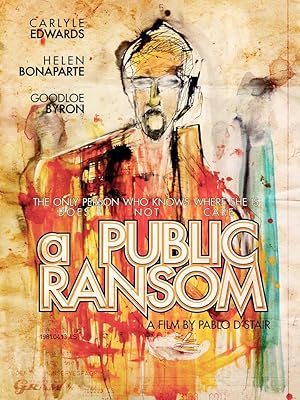 CARLYLE
EDWARDS
HELEN
BONAPARTE
GOODLOE
BYRON
THE ONLY PERSON WHO KNOWS WHERE SHE IS
DOES NOT CARE
a PUBLIC
RANSOM
A FILM BY PABLO D'STAIR